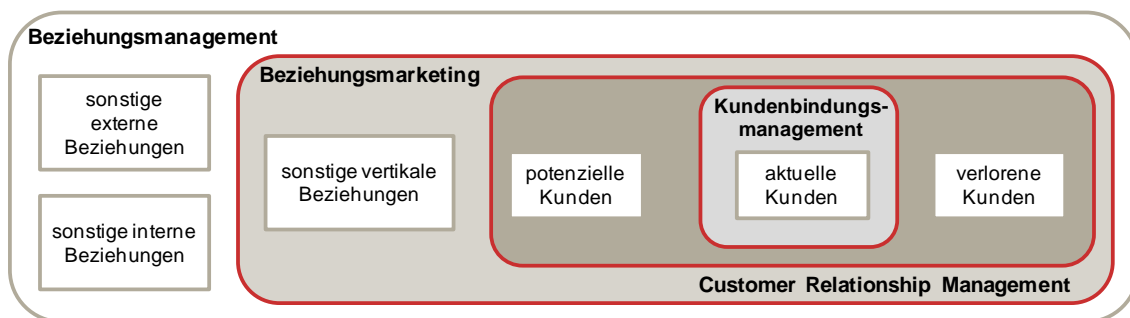 Beziehungsmanagement
sonstige
externe
Beziehungen
sonstige interne
Beziehungen
Beziehungsmarketing
sonstige vertikale
Beziehungen
potenzielle
Kunden
Kundenbindungs-
management
aktuelle
Kunden
verlorene
Kunden
Customer Relationship Management